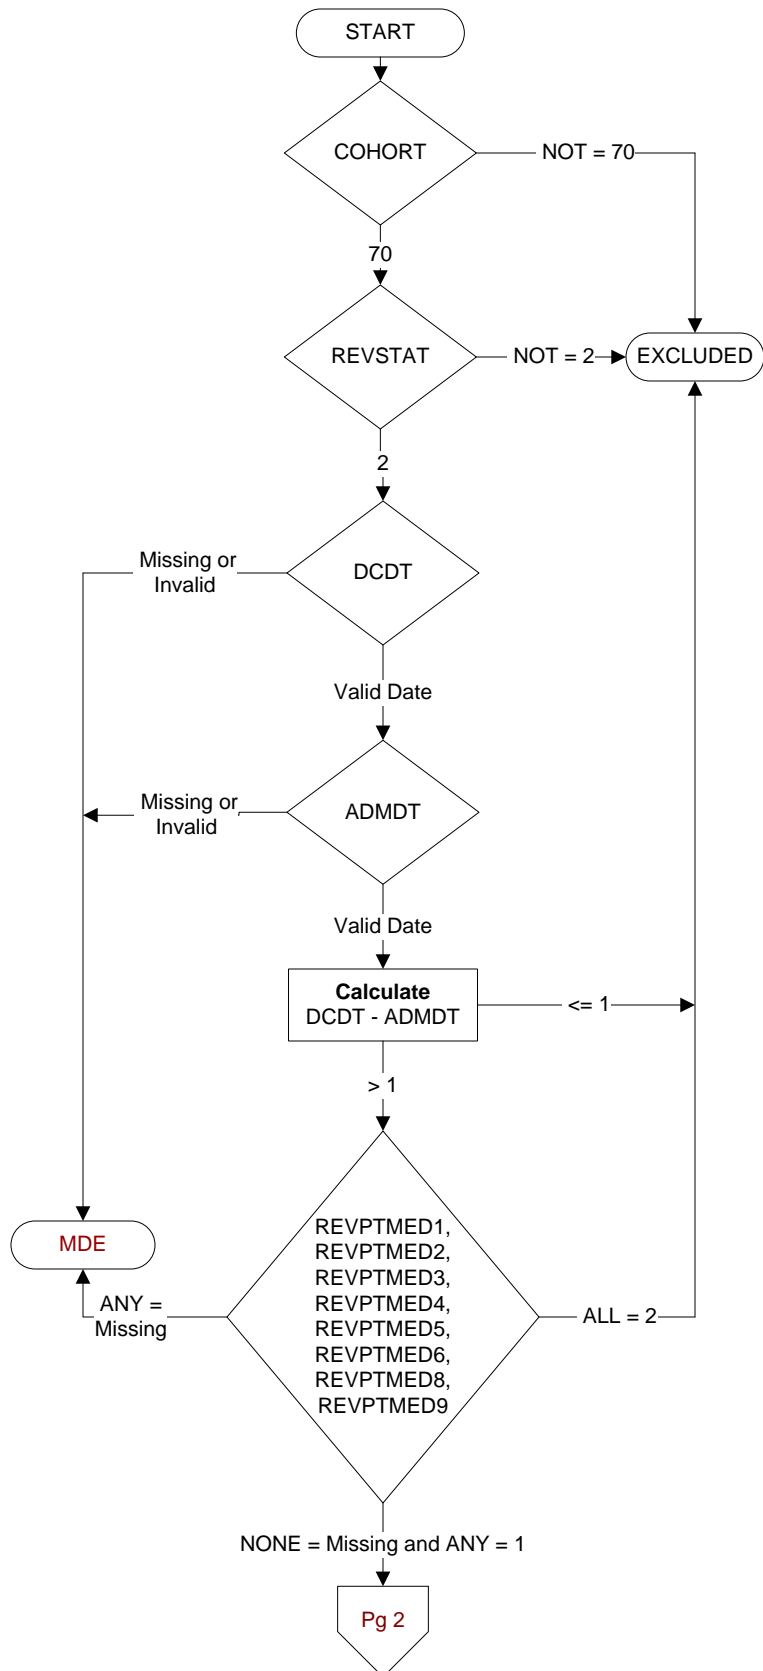 START
COHORT
NOT = 70
70
REVSTAT
NOT = 2
EXCLUDED
2
Missing or
Invalid
DCDT
Valid Date
Missing or
Invalid
ADMDT
Valid Date
Calculate
DCDT - ADMDT
<= 1
> 1
MDE
REVPTMED1,
REVPTMED2,
REVPTMED3,
REVPTMED4,
REVPTMED5,
REVPTMED6,
REVPTMED8,
REVPTMED9
ANY =
Missing
ALL = 2
NONE = Missing and ANY = 1
Pg 2